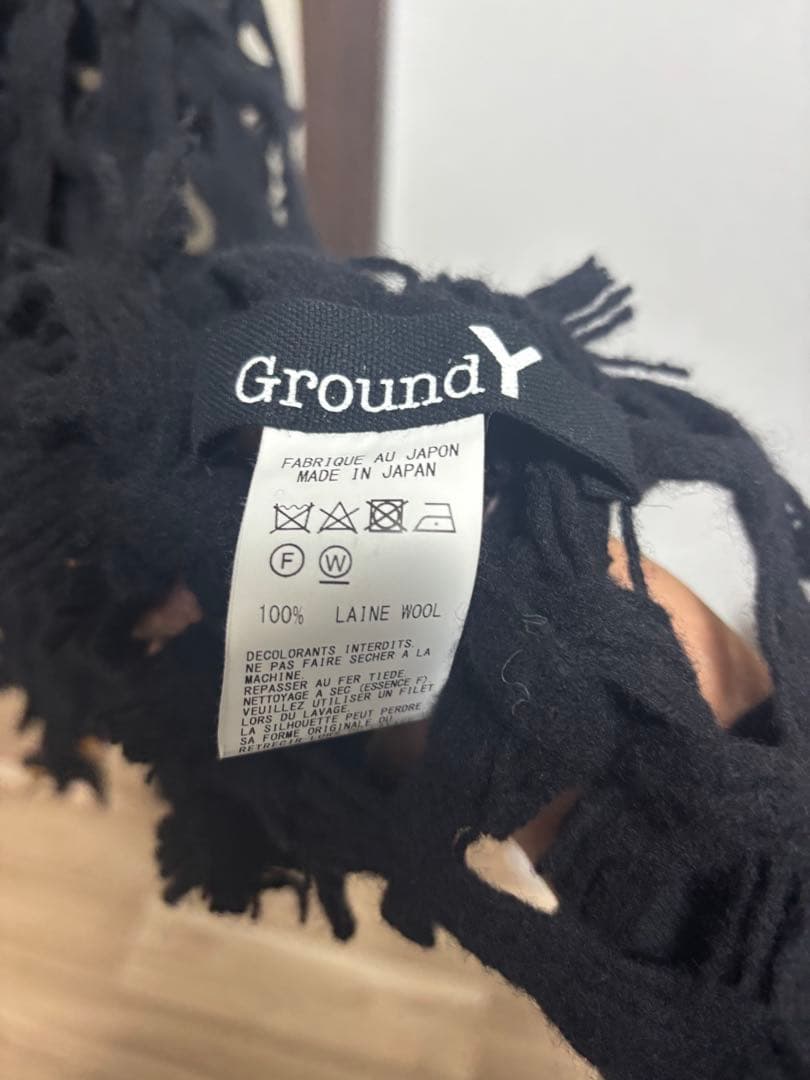 GroundY
FABRIQUE AU JAPON
MADE IN JAPAN
F W
100% LAINE WOOL
DECOLORANTS INTERDITS.
NE PAS FAIRE SECHER A LA
MACHINE.
REPASSER AU FER TIEDE.
NETTOYAGE A SEC (ESSENCE F)
VEUILLEZ UTILISER UN FILET
LORS DU LAVAGE.
LA SILHOUETTE PEUT PERDRE
SA FORME ORIGINALE OU
RETRECIR